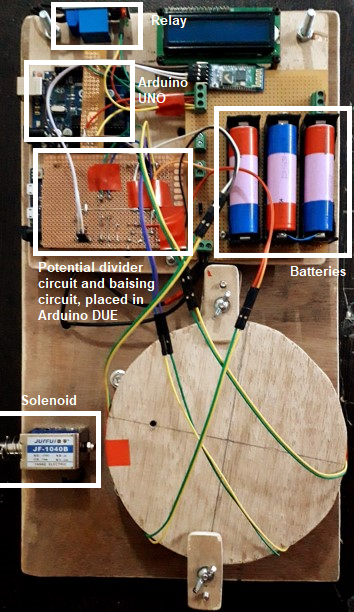 Relay
Arduino
UNO
Potential divider
circuit and baising
circuit, placed in
Arduino DUE
Batteries
Solenoid
JF-1040B